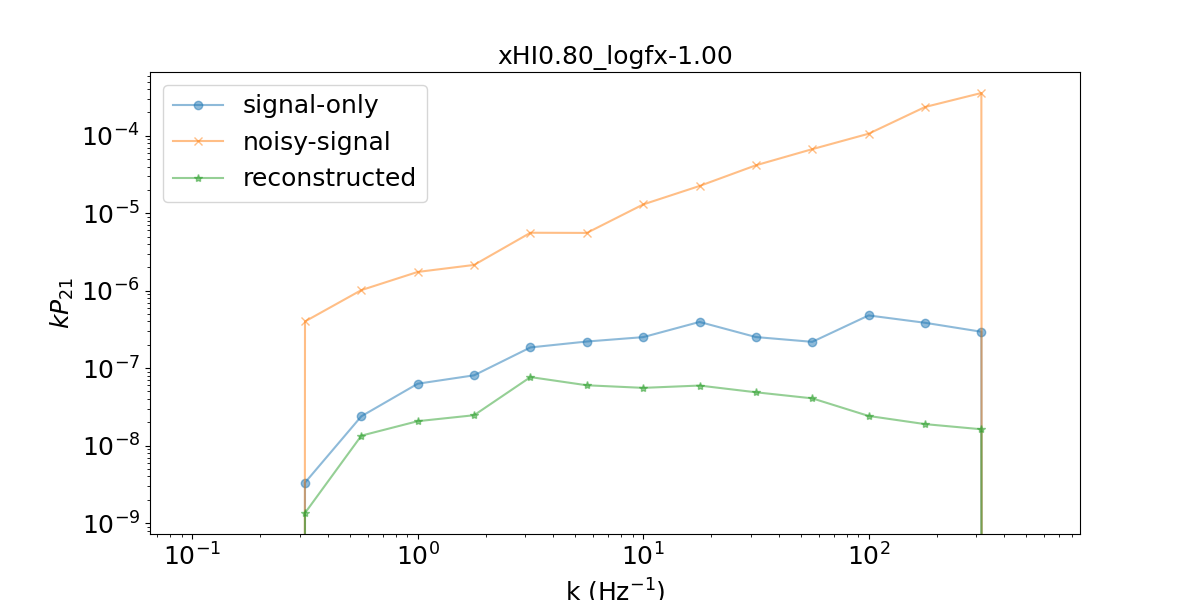 xHI0.80_logfx-1.00
signal-only
noisy-signal
reconstructed
10⁻⁴
10⁻⁵
10⁻⁶
10⁻⁷
10⁻⁸
10⁻⁹
kP₂₁
10⁻¹ 10⁰ 10¹ 10²
k (Hz⁻¹)